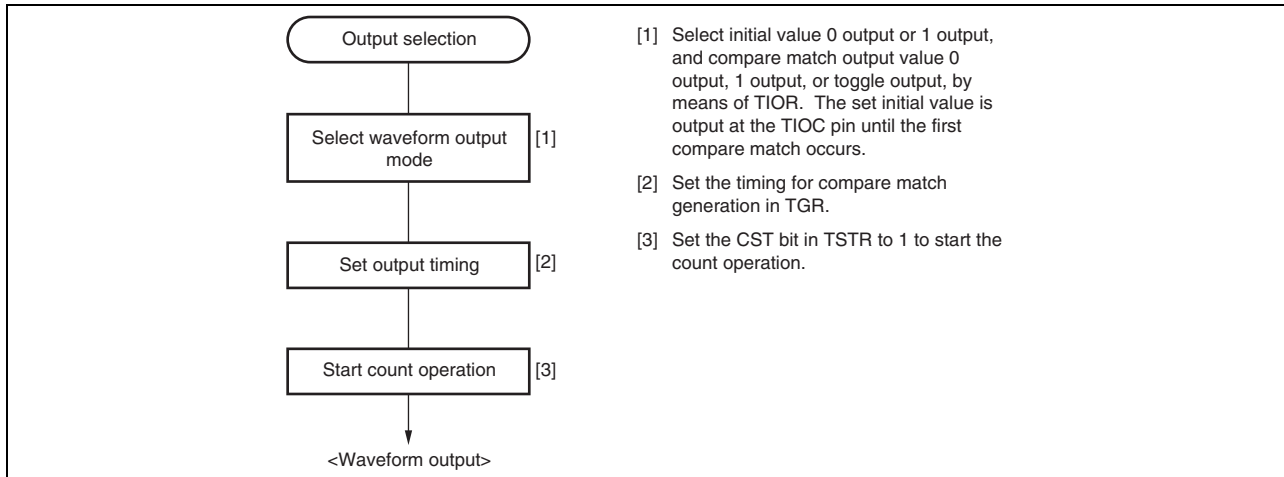 Output selection
Select waveform output
mode
[1]
Set output timing
[2]
Start count operation
[3]
<Waveform output>
[1] Select initial value 0 output or 1 output,
and compare match output value 0
output, 1 output, or toggle output, by
means of TIOR. The set initial value is
output at the TIOC pin until the first
compare match occurs.
[2] Set the timing for compare match
generation in TGR.
[3] Set the CST bit in TSTR to 1 to start the
count operation.